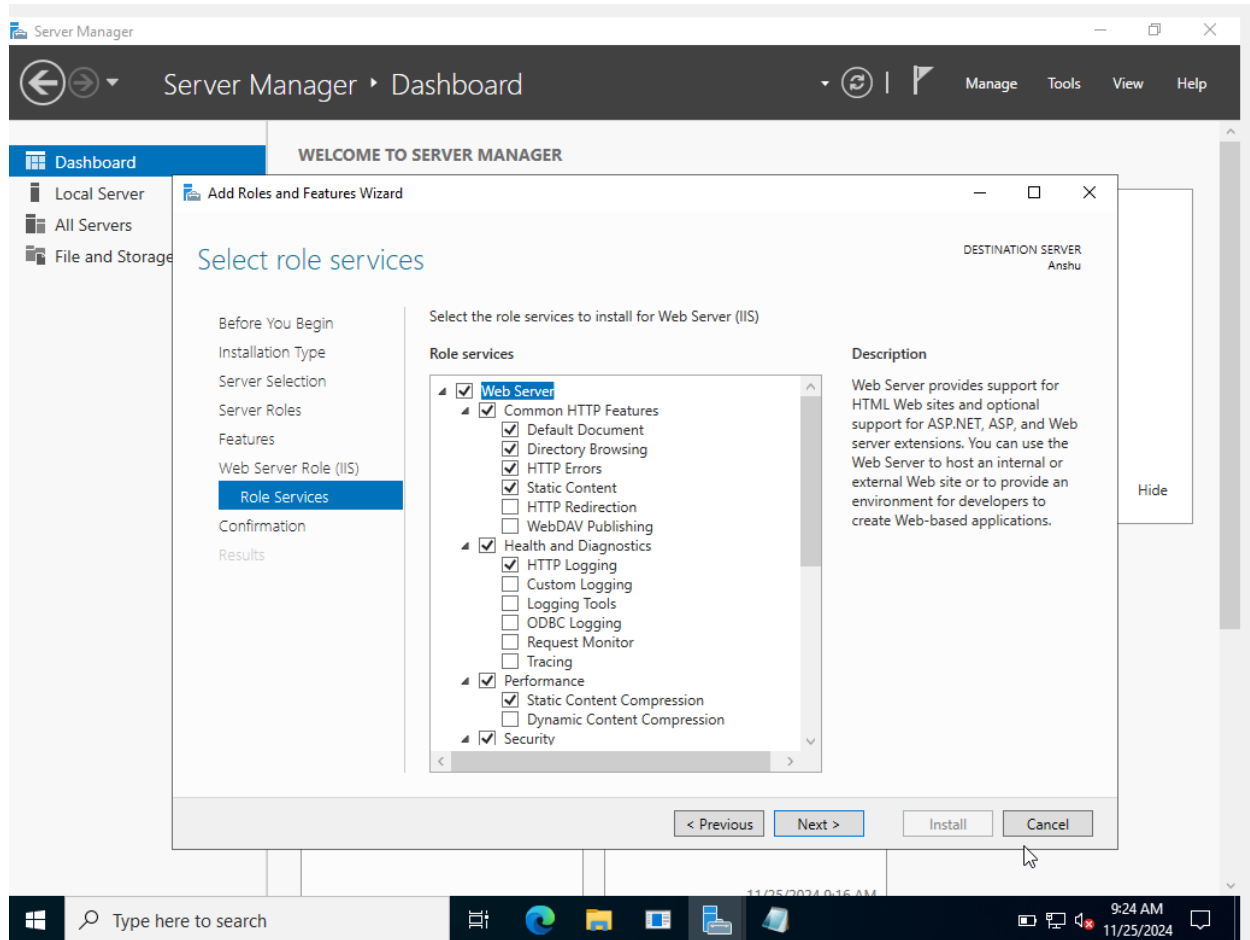 Server Manager
Server Manager • Dashboard
Manage Tools View Help
Dashboard
Local Server
All Servers
File and Storage
WELCOME TO SERVER MANAGER
Add Roles and Features Wizard
Select role services
DESTINATION SERVER
Anshu
Before You Begin
Installation Type
Server Selection
Server Roles
Features
Web Server Role (IIS)
Role Services
Confirmation
Results
Select the role services to install for Web Server (IIS)
Role services
Web Server
Common HTTP Features
Default Document
Directory Browsing
HTTP Errors
Static Content
HTTP Redirection
WebDAV Publishing
Health and Diagnostics
HTTP Logging
Custom Logging
Logging Tools
ODBC Logging
Request Monitor
Tracing
Performance
Static Content Compression
Dynamic Content Compression
Security
Description
Web Server provides support for
HTML Web sites and optional
support for ASP.NET, ASP, and Web
server extensions. You can use the
Web Server to host an internal or
external Web site or to provide an
environment for developers to
create Web-based applications.
Hide
< Previous
Next >
Install
Cancel
11/25/2024 9:16 AM
Type here to search
9:24 AM
11/25/2024